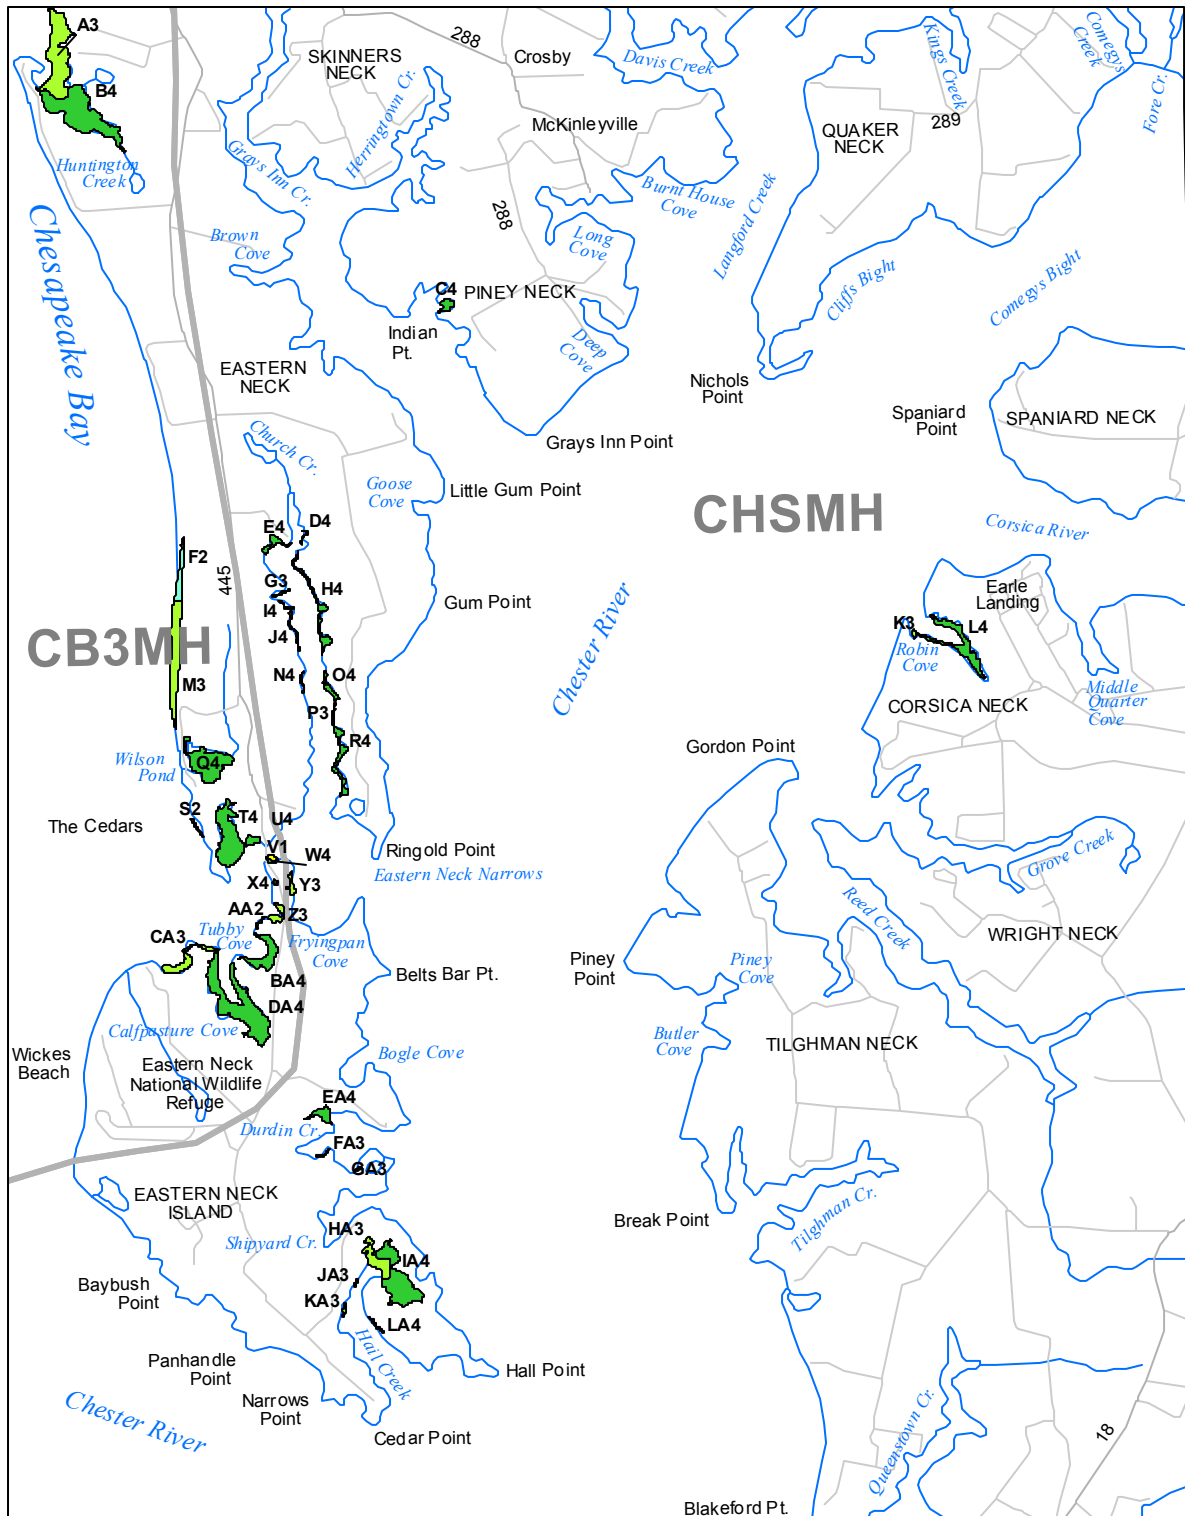 A3
B4
Huntington
Creek
Chesapeake Bay
SKINNERS
NECK
288
Crosby
Davis Creek
Kings Creek
Comegys
Creek
Fore Cr.
Herringtown Cr.
McKinleyville
QUAKER
NECK
289
Grays Inn Cr.
Burnt House
Cove
Langford Creek
288
Long
Cove
Brown
Cove
Cliffs Bight
Comegys Bight
C4
PINEY NECK
Indian
Pt.
Deep
Cove
EASTERN
NECK
Nichols
Point
Spaniard
Point
SPANIARD NECK
Church Cr.
Grays Inn Point
Goose
Cove
Little Gum Point
CHSMH
Corsica River
E4
D4
F2
445
G3
H4
I4
J4
Gum Point
Earle
Landing
K3
L4
Robin
Cove
CB3MH
Chester River
M3
N4
O4
P3
CORSICA NECK
Middle
Quarter
Cove
R4
Wilson
Pond
Q4
Gordon Point
S2
T4
U4
The Cedars
V1
W4
Ringold Point
Eastern Neck Narrows
Grove Creek
X4
Y3
Reed Creek
AA2
Z3
Tubby
Cove
Fryingpan
Cove
CA3
WRIGHT NECK
Piney
Point
Piney
Cove
Belts Bar Pt.
BA4
DA4
Calfpasture Cove
Butler
Cove
TILGHMAN NECK
Wickes
Beach
Bogle Cove
Eastern Neck
National Wildlife
Refuge
EA4
Durdin Cr.
FA3
GA3
EASTERN NECK
ISLAND
Break Point
Tilghman Cr.
HA3
Shipyard Cr.
IA4
JA3
KA3
LA4
Baybush
Point
Hail Creek
Panhandle
Point
Hall Point
Narrows
Point
Chester River
Cedar Point
Queenstown Cr.
18
Blakeford Pt.